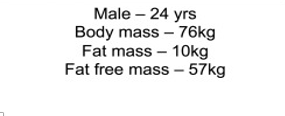 Male – 24 yrs
Body mass – 76kg
Fat mass – 10kg
Fat free mass – 57kg